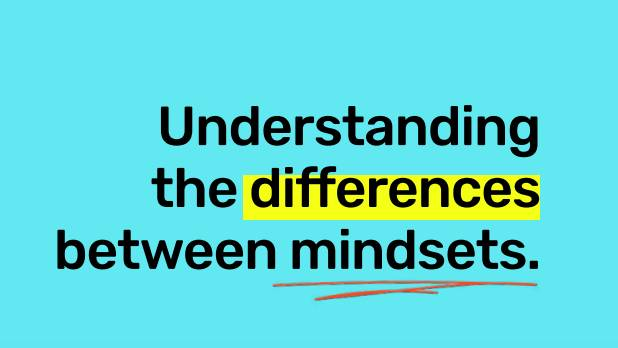 Understanding
the differences
between mindsets.